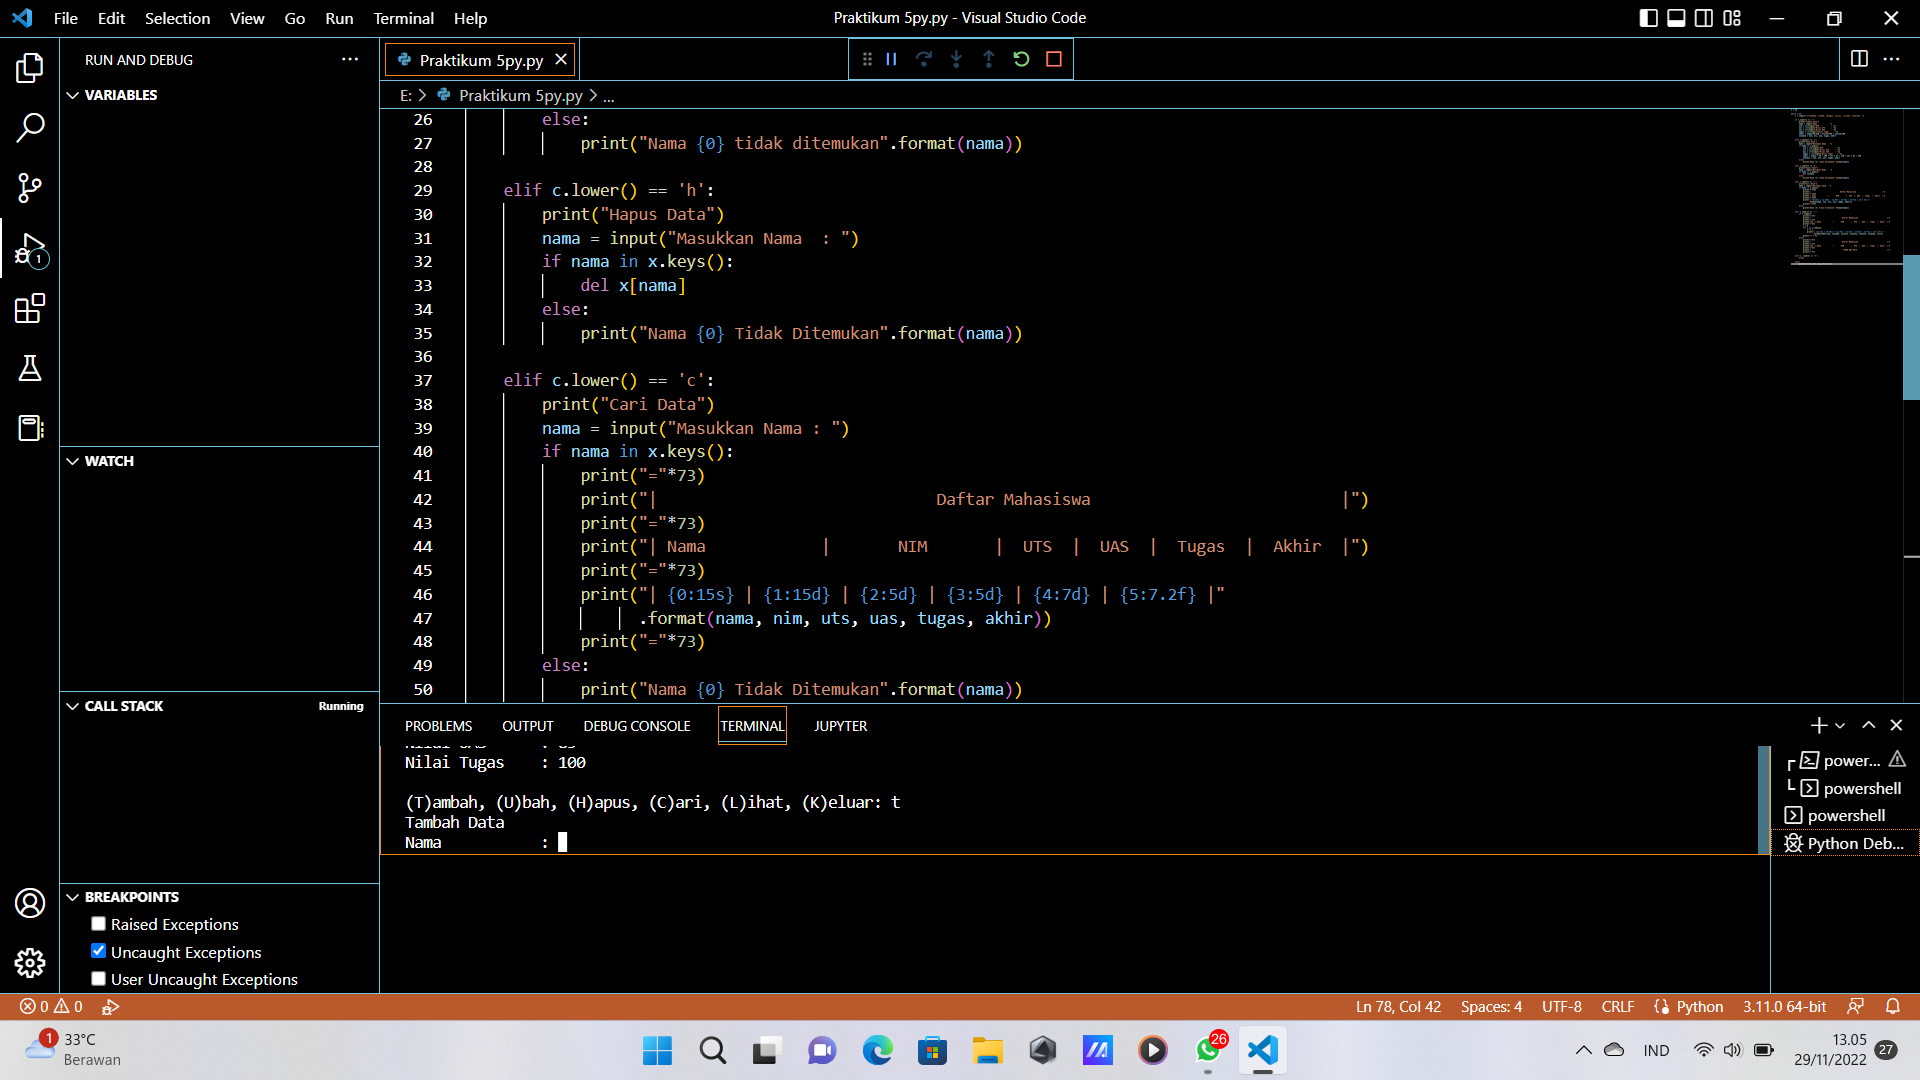 File Edit Selection View Go Run Terminal Help
Praktikum 5py.py - Visual Studio Code
RUN AND DEBUG
VARIABLES
WATCH
CALL STACK Running
BREAKPOINTS
Raised Exceptions
Uncaught Exceptions
User Uncaught Exceptions
1
Praktikum 5py.py
E: > Praktikum 5py.py > ...
26 else:
27 print("Nama {0} tidak ditemukan".format(nama))
28
29 elif c.lower() == 'h':
30 print("Hapus Data")
31 nama = input("Masukkan Nama  : ")
32 if nama in x.keys():
33 del x[nama]
34 else:
35 print("Nama {0} Tidak Ditemukan".format(nama))
36
37 elif c.lower() == 'c':
38 print("Cari Data")
39 nama = input("Masukkan Nama : ")
40 if nama in x.keys():
41 print("="*73)
42 print("|                             Daftar Mahasiswa                          |")
43 print("="*73)
44 print("| Nama            |       NIM       |  UTS  |  UAS  |  Tugas  |  Akhir  |")
45 print("="*73)
46 print("| {0:15s} | {1:15d} | {2:5d} | {3:5d} | {4:7d} | {5:7.2f} |"
47 .format(nama, nim, uts, uas, tugas, akhir))
48 print("="*73)
49 else:
50 print("Nama {0} Tidak Ditemukan".format(nama))
PROBLEMS OUTPUT DEBUG CONSOLE TERMINAL JUPYTER
Nilai Tugas    : 100
(T)ambah, (U)bah, (H)apus, (C)ari, (L)ihat, (K)eluar: t
Tambah Data
Nama           :
power...
powershell
powershell
Python Deb...
0 0
Ln 78, Col 42 Spaces: 4 UTF-8 CRLF Python 3.11.0 64-bit
1
33°C
Berawan
26
IND
13.05
29/11/2022
27